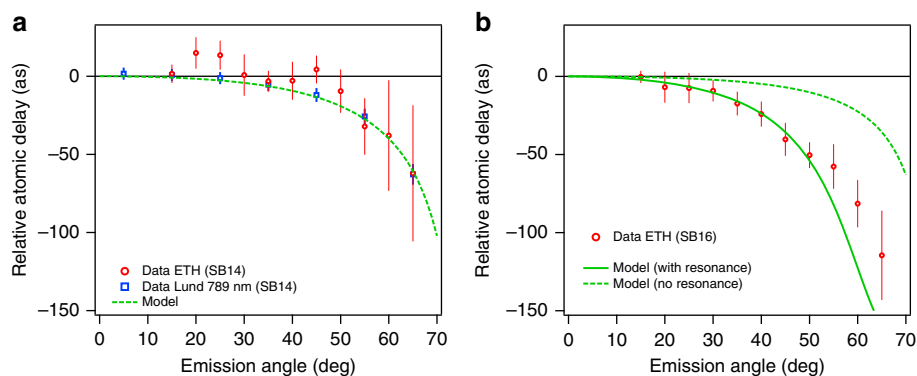 a
Relative atomic delay (as)
0
−50
−100
−150
Data ETH (SB14)
Data Lund 789 nm (SB14)
Model
0 10 20 30 40 50 60 70
Emission angle (deg)
b
Relative atomic delay (as)
0
−50
−100
−150
Data ETH (SB16)
Model (with resonance)
Model (no resonance)
0 10 20 30 40 50 60 70
Emission angle (deg)